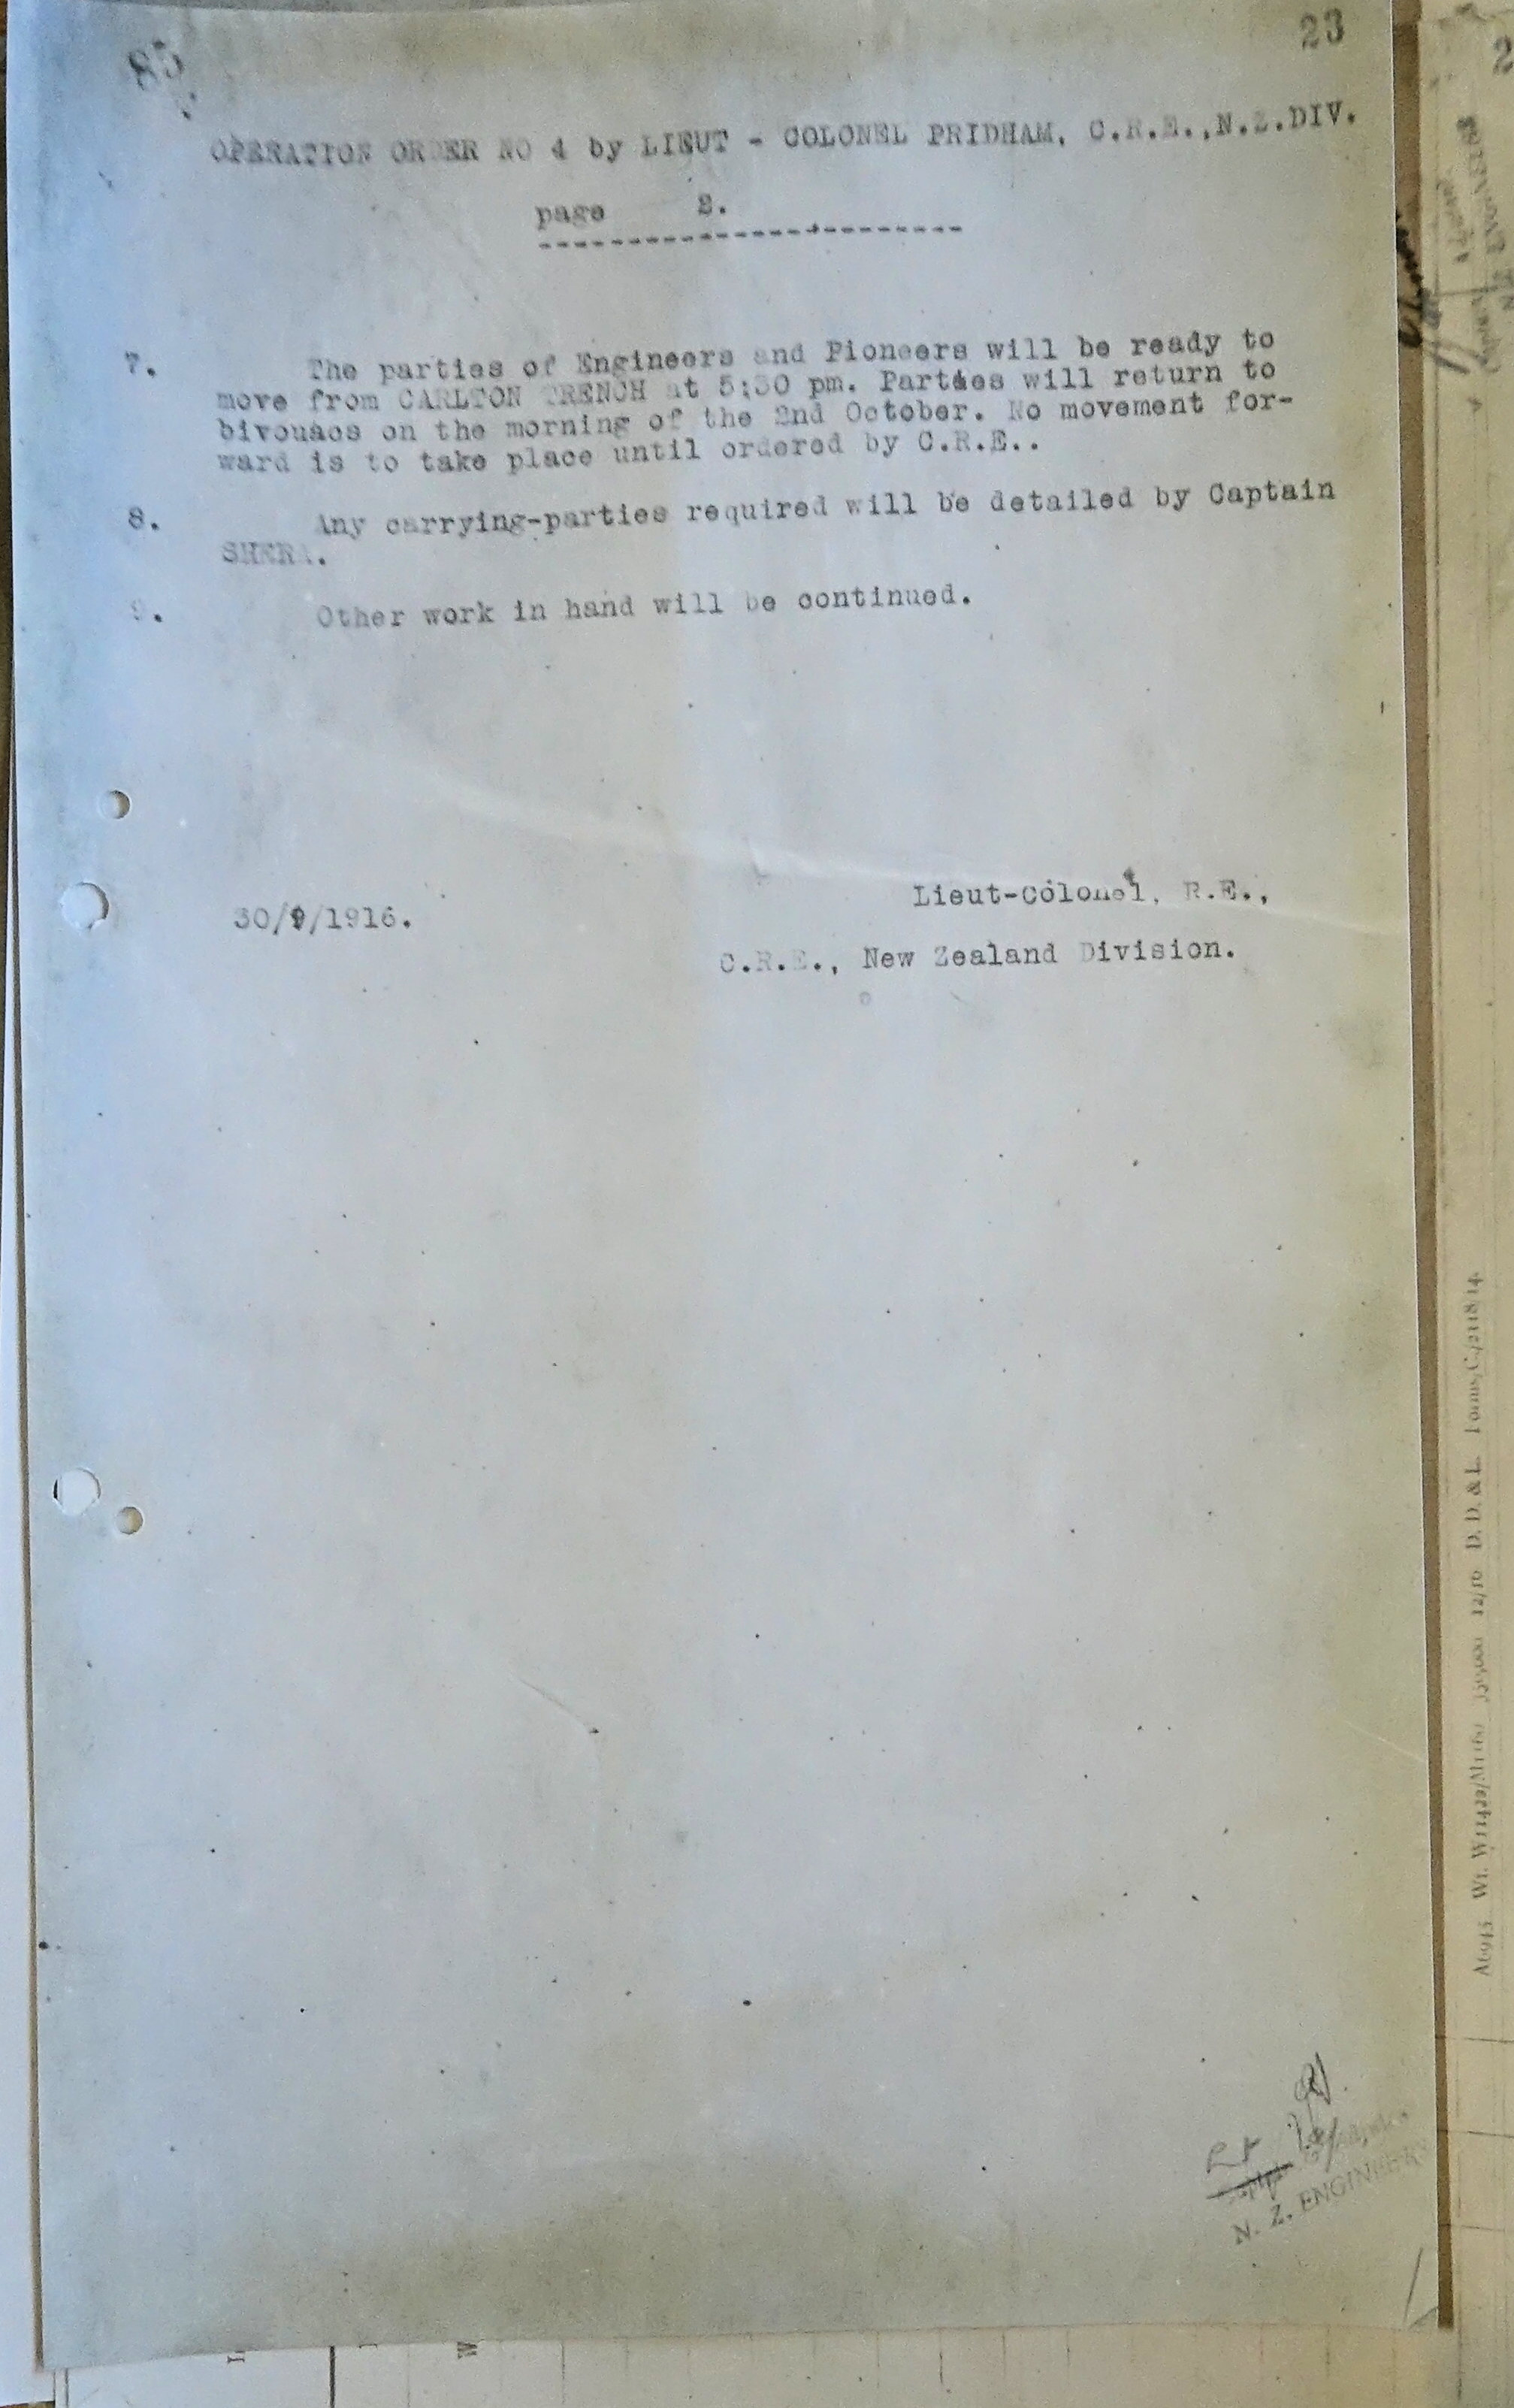 85
23
OPERATION ORDER NO 4 by LIEUT - COLONEL PRIDHAM, C.R.E.,N.Z.DIV.
page 2.
7. The parties of Engineers and Pioneers will be ready to
move from CARLTON TRENCH at 5:30 pm. Parties will return to
bivouacs on the morning of the 2nd October. No movement for-
ward is to take place until ordered by C.R.E..
8. Any carrying-parties required will be detailed by Captain
SHERA.
9. Other work in hand will be continued.
30/9/1916.
Lieut-Colonel, R.E.,
C.R.E., New Zealand Division.
N. Z. ENGINEERS
12/16 D. D. & L.